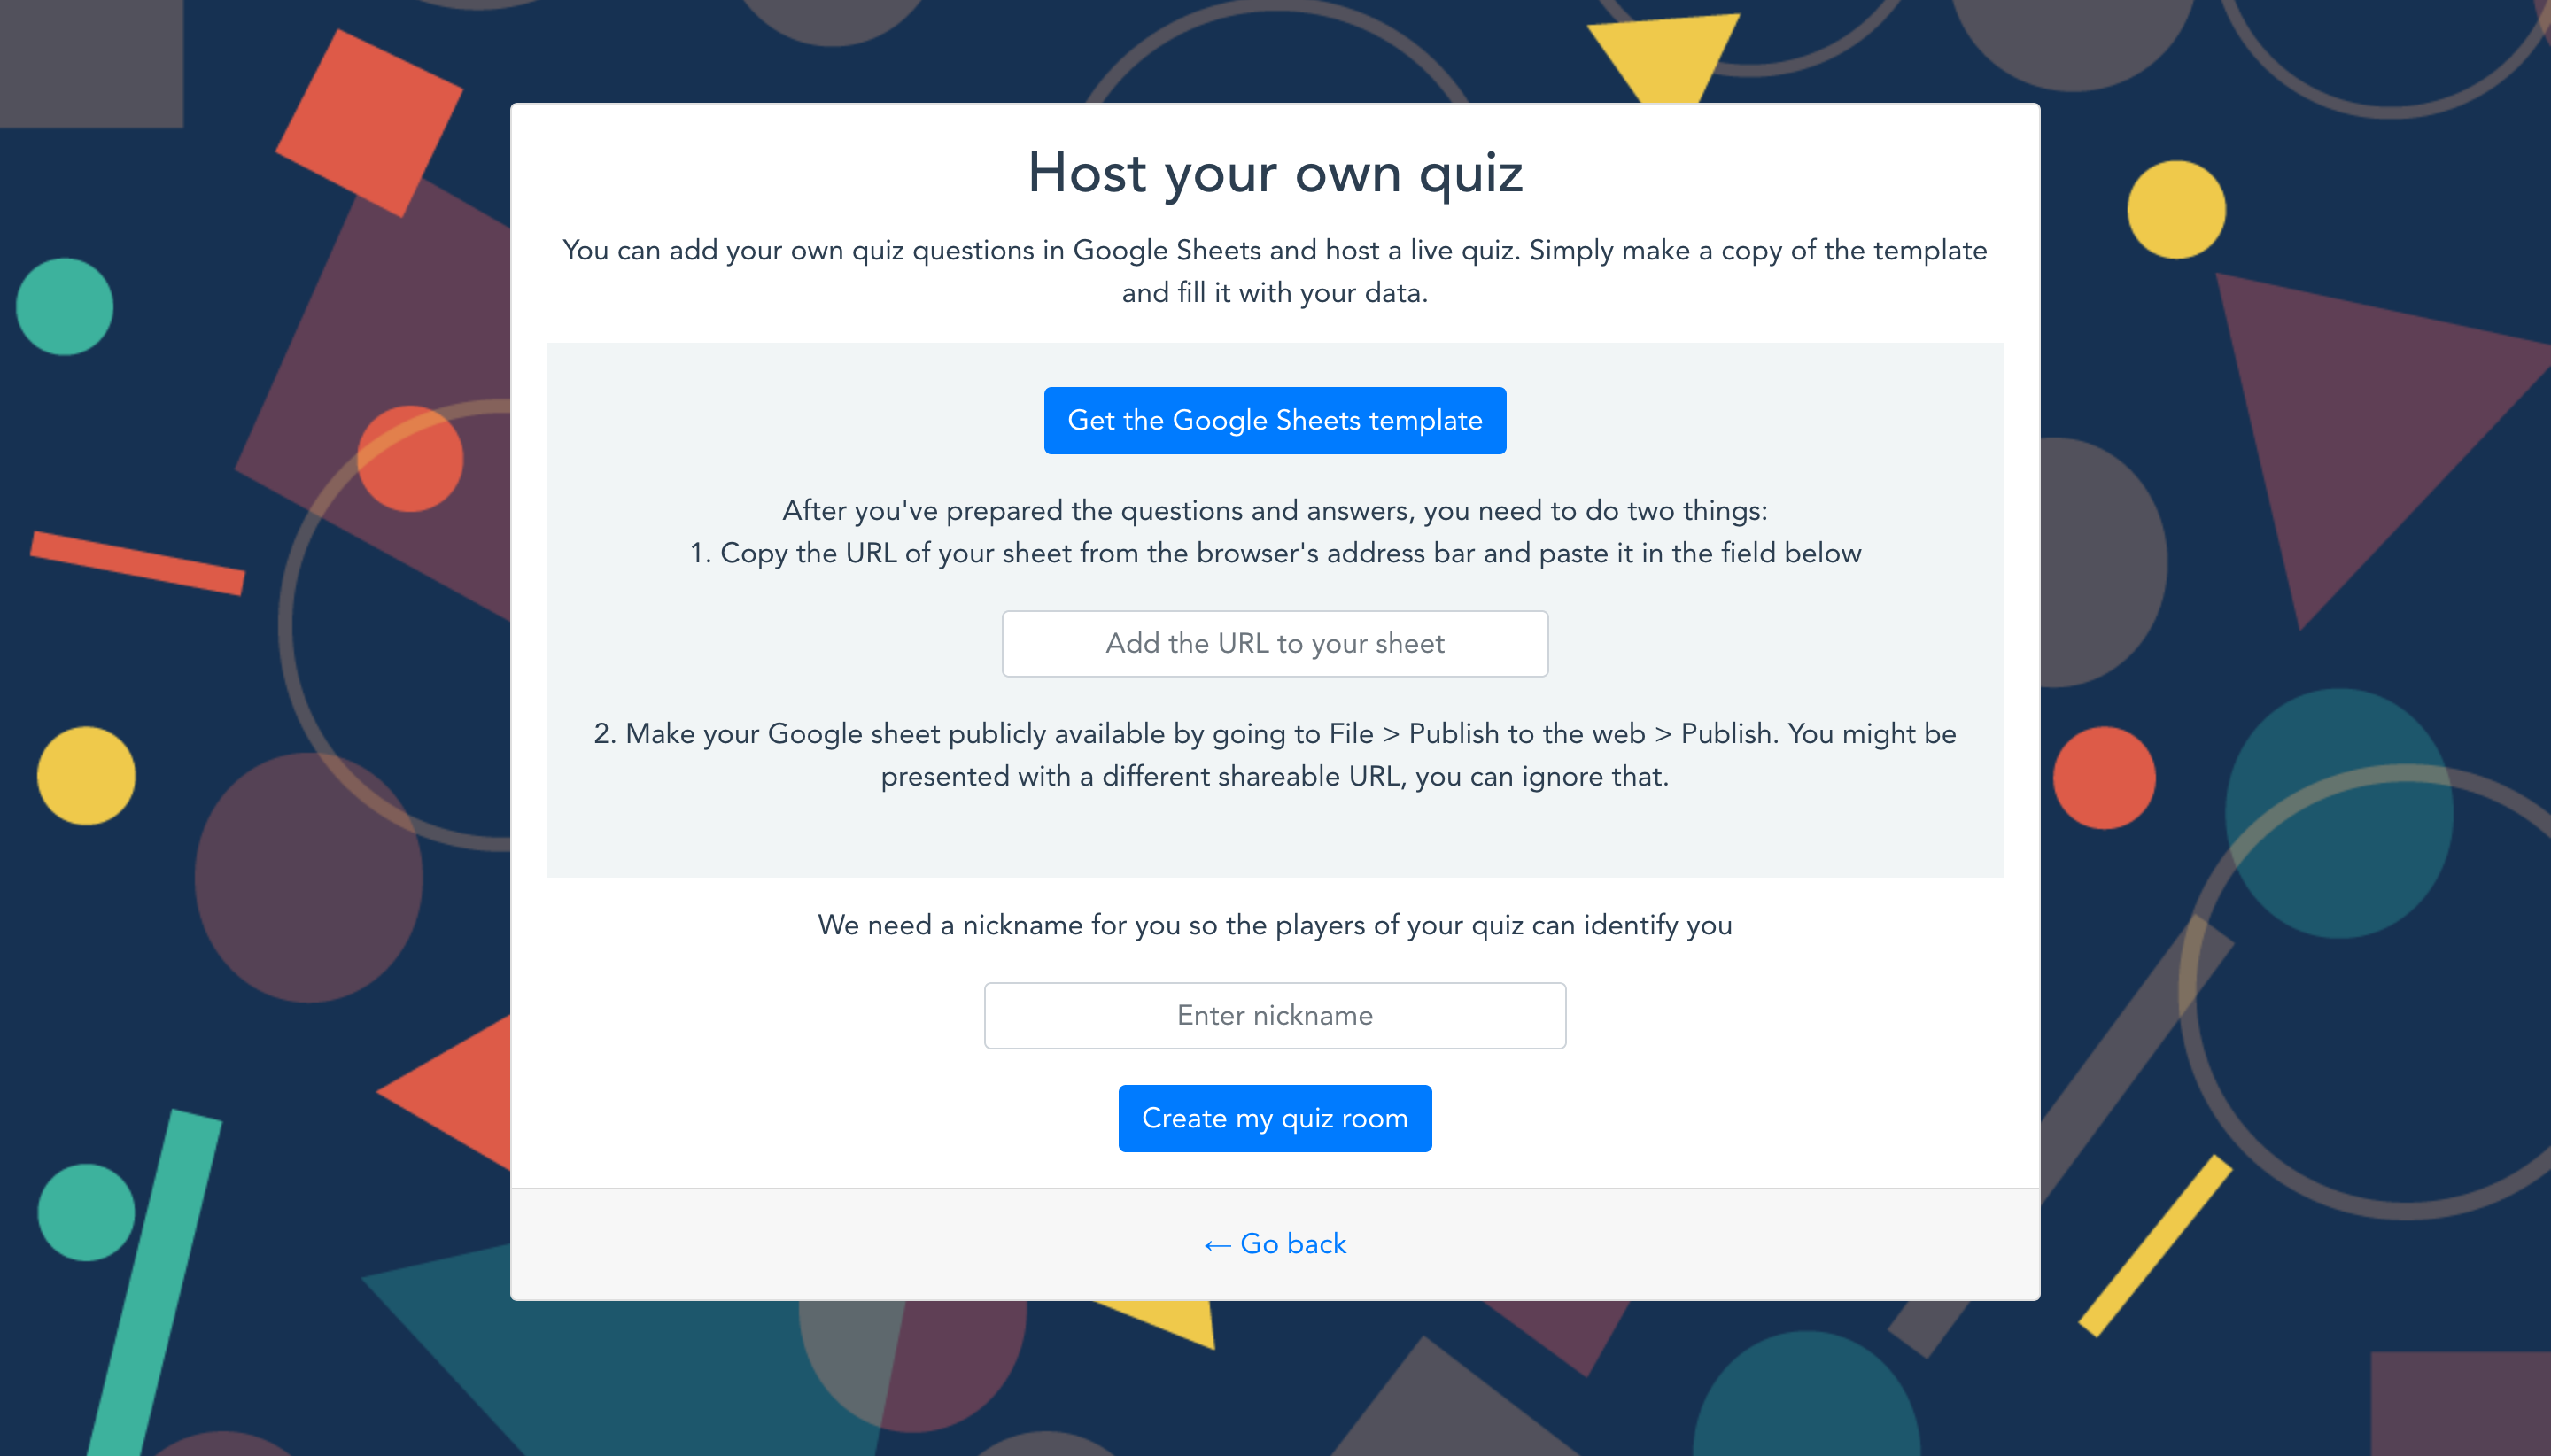 Host your own quiz
You can add your own quiz questions in Google Sheets and host a live quiz. Simply make a copy of the template
and fill it with your data.
Get the Google Sheets template
After you've prepared the questions and answers, you need to do two things:
1. Copy the URL of your sheet from the browser's address bar and paste it in the field below
Add the URL to your sheet
2. Make your Google sheet publicly available by going to File > Publish to the web > Publish. You might be
presented with a different shareable URL, you can ignore that.
We need a nickname for you so the players of your quiz can identify you
Enter nickname
Create my quiz room
← Go back